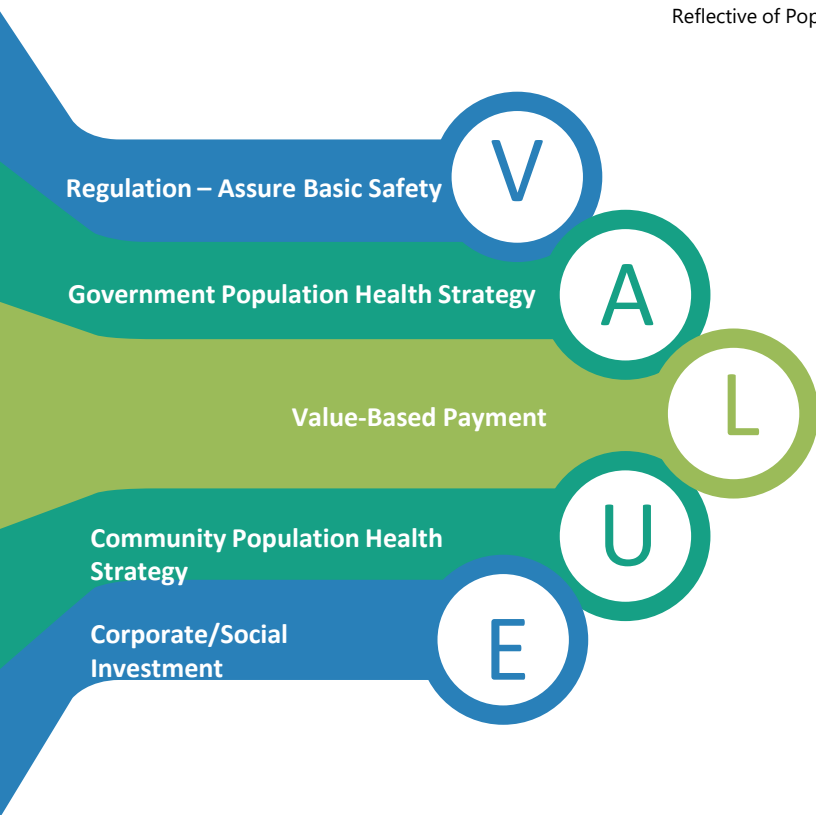 Reflective of Pop
Regulation – Assure Basic Safety
V
Government Population Health Strategy
A
Value-Based Payment
L
Community Population Health
Strategy
U
Corporate/Social
Investment
E